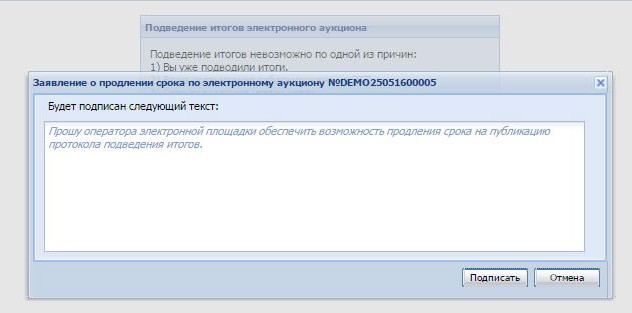 Подведение итогов электронного аукциона
Подведение итогов невозможно по одной из причин:
1) Вы уже подводили итоги.
Заявление о продлении срока по электронному аукциону №DEMO25051600005
Будет подписан следующий текст:
Прошу оператора электронной площадки обеспечить возможность продления срока на публикацию
протокола подведения итогов.
Подписать Отмена